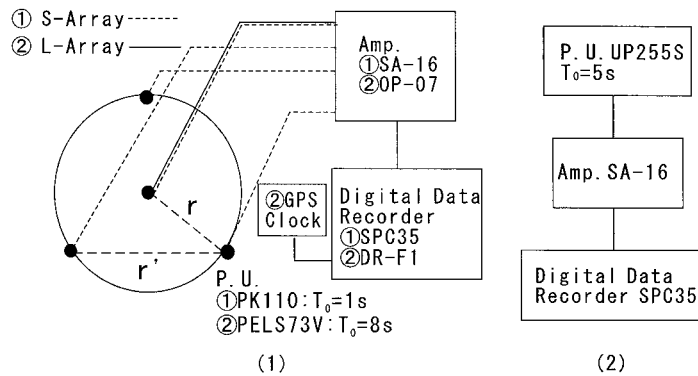 ① S-Array
② L-Array
Amp.
①SA-16
②OP-07
r
r'
②GPS
Clock
Digital Data
Recorder
①SPC35
②DR-F1
P.U.
①PK110:T₀=1s
②PELS73V:T₀=8s
(1)
P.U.UP255S
T₀=5s
Amp.SA-16
Digital Data
Recorder SPC35
(2)